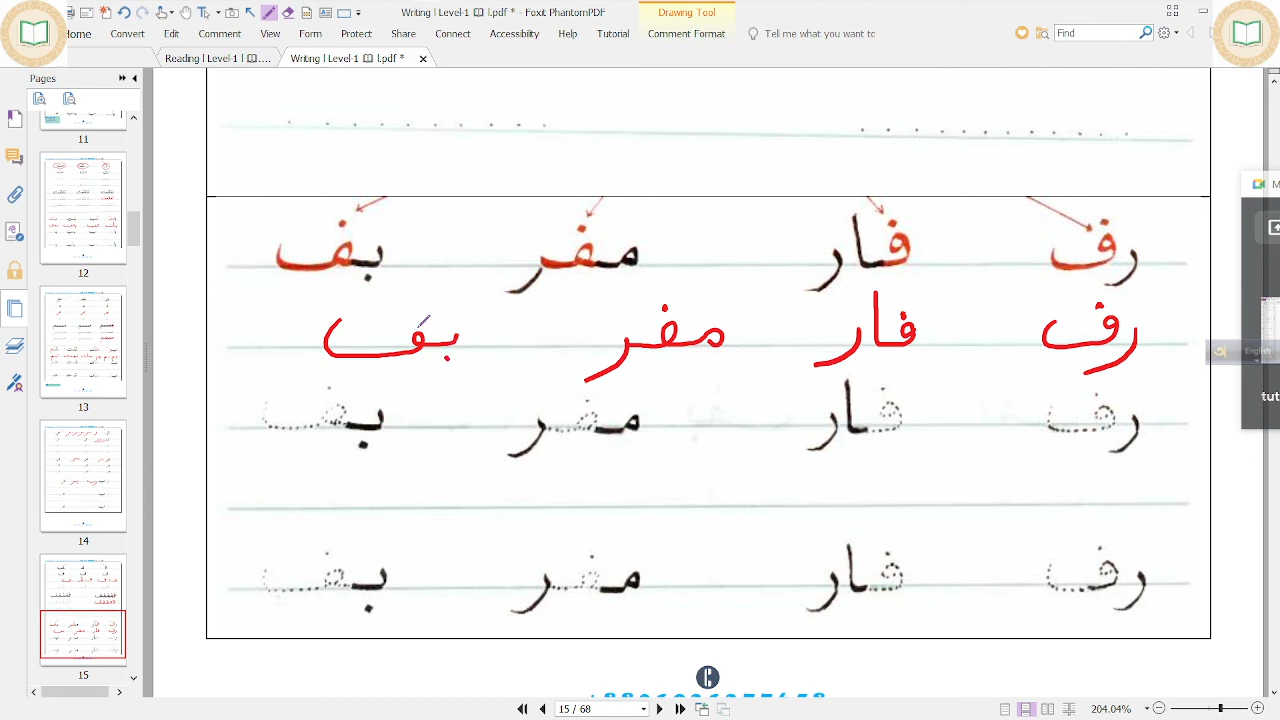 Writing l Level-1 l.pdf * - Foxit PhantomPDF
Drawing Tool
Home Convert Edit Comment View Form Protect Share Connect Accessibility Help Tutorial Comment Format Tell me what you want to Find
Reading l Level-1 l .... Writing l Level-1 l.pdf *
Pages
11
12
13
14
15
رف فار مفر بف
رف فار مفر بف
رف فار مفر بف
رف فار مفر بف
English
tut
15 / 68
204.04%